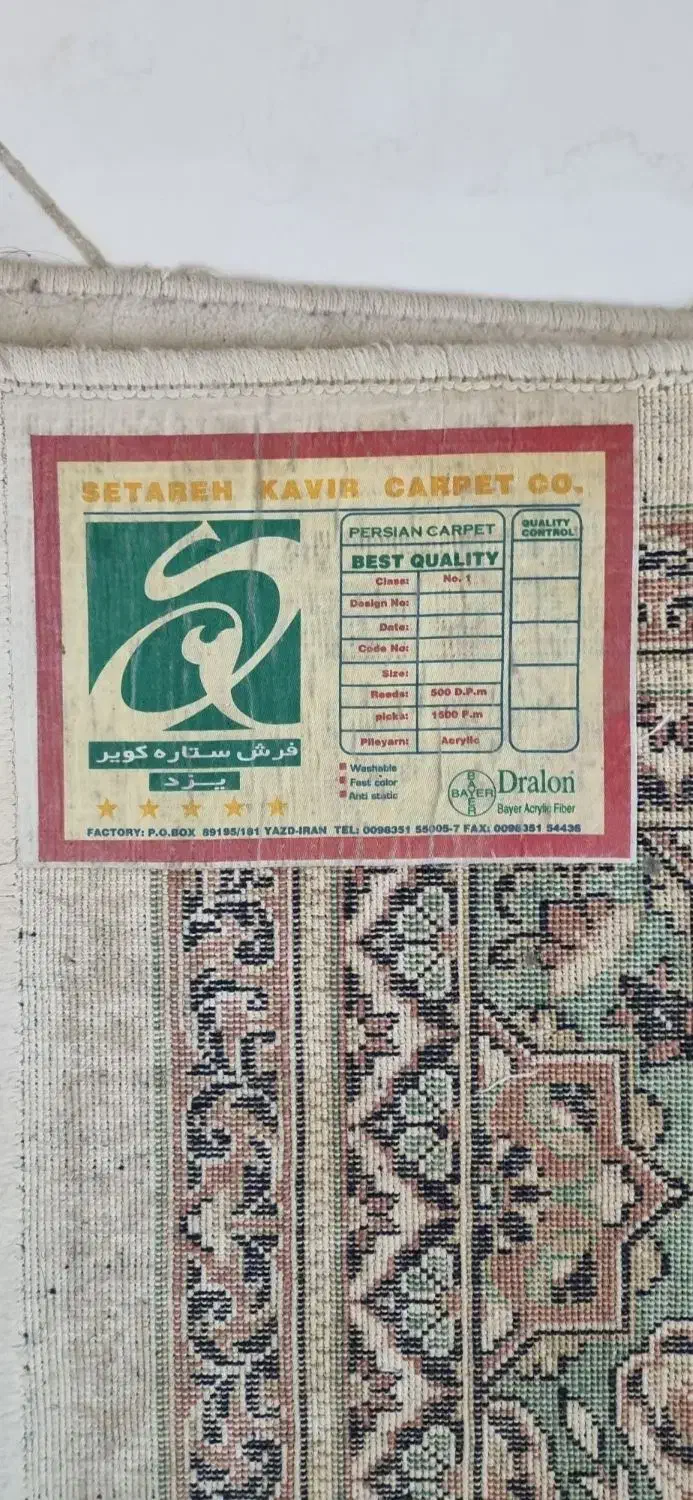 SETAREH KAVIR CARPET CO.
PERSIAN CARPET
BEST QUALITY
Class: No. 1
Design No:
Date:
Code No:
Size:
Reeds: 500 D.P.m
picks: 1500 P.m
Pileyarn: Acrylic
QUALITY
CONTROL
فرش ستاره کویر
یزد
Washable
Fast color
Anti static
BAYER
BAYER
Dralon
Bayer Acrylic Fiber
FACTORY: P.O.BOX 89195/181 YAZD-IRAN TEL: 0098351 55005-7 FAX: 0098351 54436